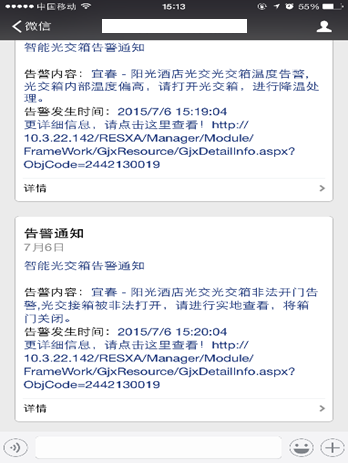 中国移动
15:13
55%
微信
智能光交箱告警通知
告警内容：宜春－阳光酒店光交光交箱温度告警,
光交箱内部温度偏高，请打开光交箱，进行降温处
理。
告警发生时间：2015/7/6 15:19:04
更详细信息，请点击这里查看！http://
10.3.22.142/RESXA/Manager/Module/
FrameWork/GjxResource/GjxDetailInfo.aspx?
ObjCode=2442130019
详情
告警通知
7月6日
智能光交箱告警通知
告警内容：宜春－阳光酒店光交光交箱非法开门告
警,光交接箱被非法打开，请进行实地查看，将箱
门关闭。
告警发生时间：2015/7/6 15:20:04
更详细信息，请点击这里查看！http://
10.3.22.142/RESXA/Manager/Module/
FrameWork/GjxResource/GjxDetailInfo.aspx?
ObjCode=2442130019
详情